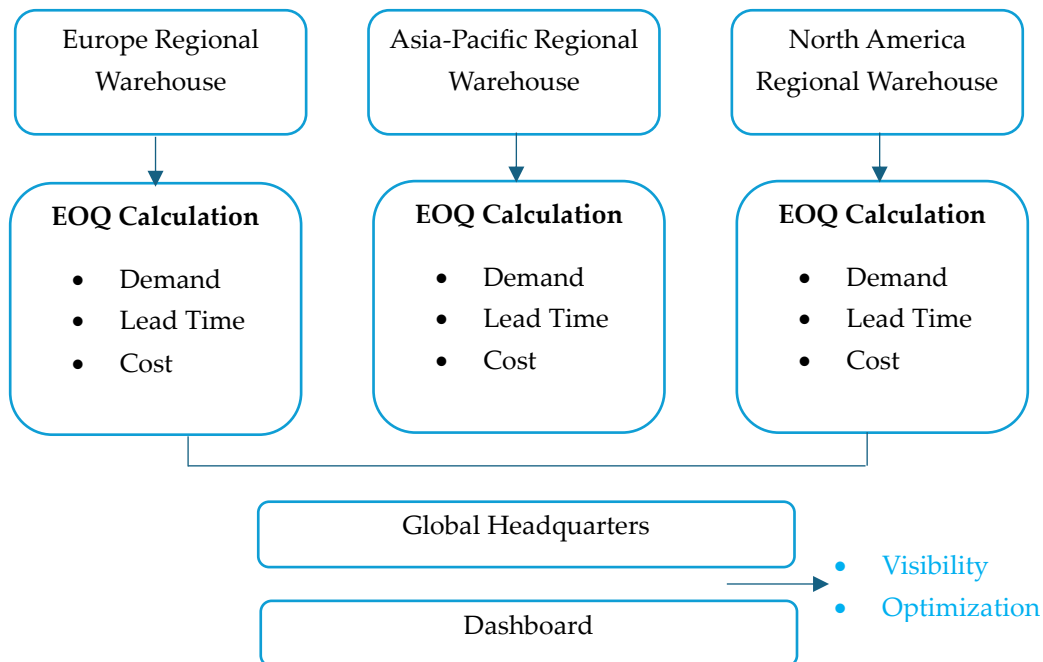 Europe Regional
Warehouse
Asia-Pacific Regional
Warehouse
North America
Regional Warehouse
EOQ Calculation
• Demand
• Lead Time
• Cost
EOQ Calculation
• Demand
• Lead Time
• Cost
EOQ Calculation
• Demand
• Lead Time
• Cost
Global Headquarters
• Visibility
• Optimization
Dashboard